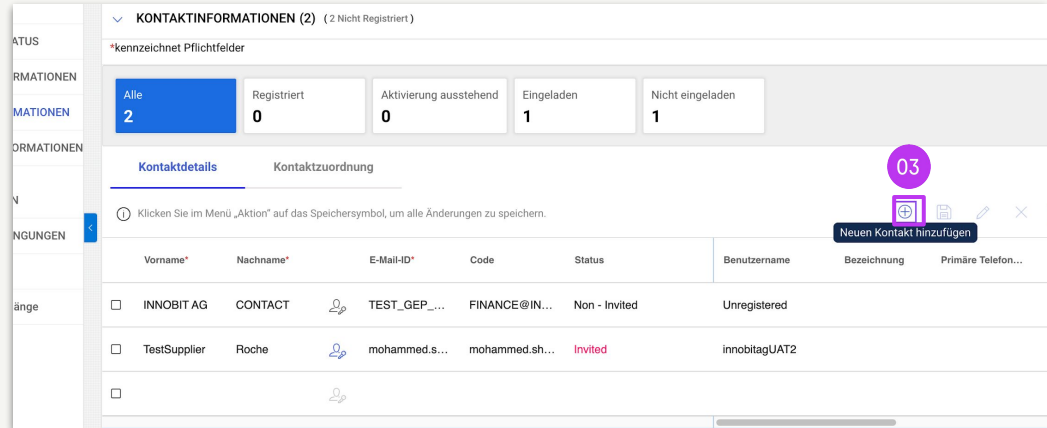 KONTAKTINFORMATIONEN (2) ( 2 Nicht Registriert )
ATUS
*kennzeichnet Pflichtfelder
RMATIONEN
Alle
2
Registriert
0
Aktivierung ausstehend
0
Eingeladen
1
Nicht eingeladen
1
MATIONEN
ORMATIONEN
Kontaktdetails Kontaktzuordnung
03
N
Klicken Sie im Menü „Aktion" auf das Speichersymbol, um alle Änderungen zu speichern.
NGUNGEN
Neuen Kontakt hinzufügen
Vorname* Nachname* E-Mail-ID* Code Status Benutzername Bezeichnung Primäre Telefon...
änge
INNOBIT AG CONTACT TEST_GEP_... FINANCE@IN... Non - Invited Unregistered
TestSupplier Roche mohammed.s... mohammed.sh... Invited innobitagUAT2